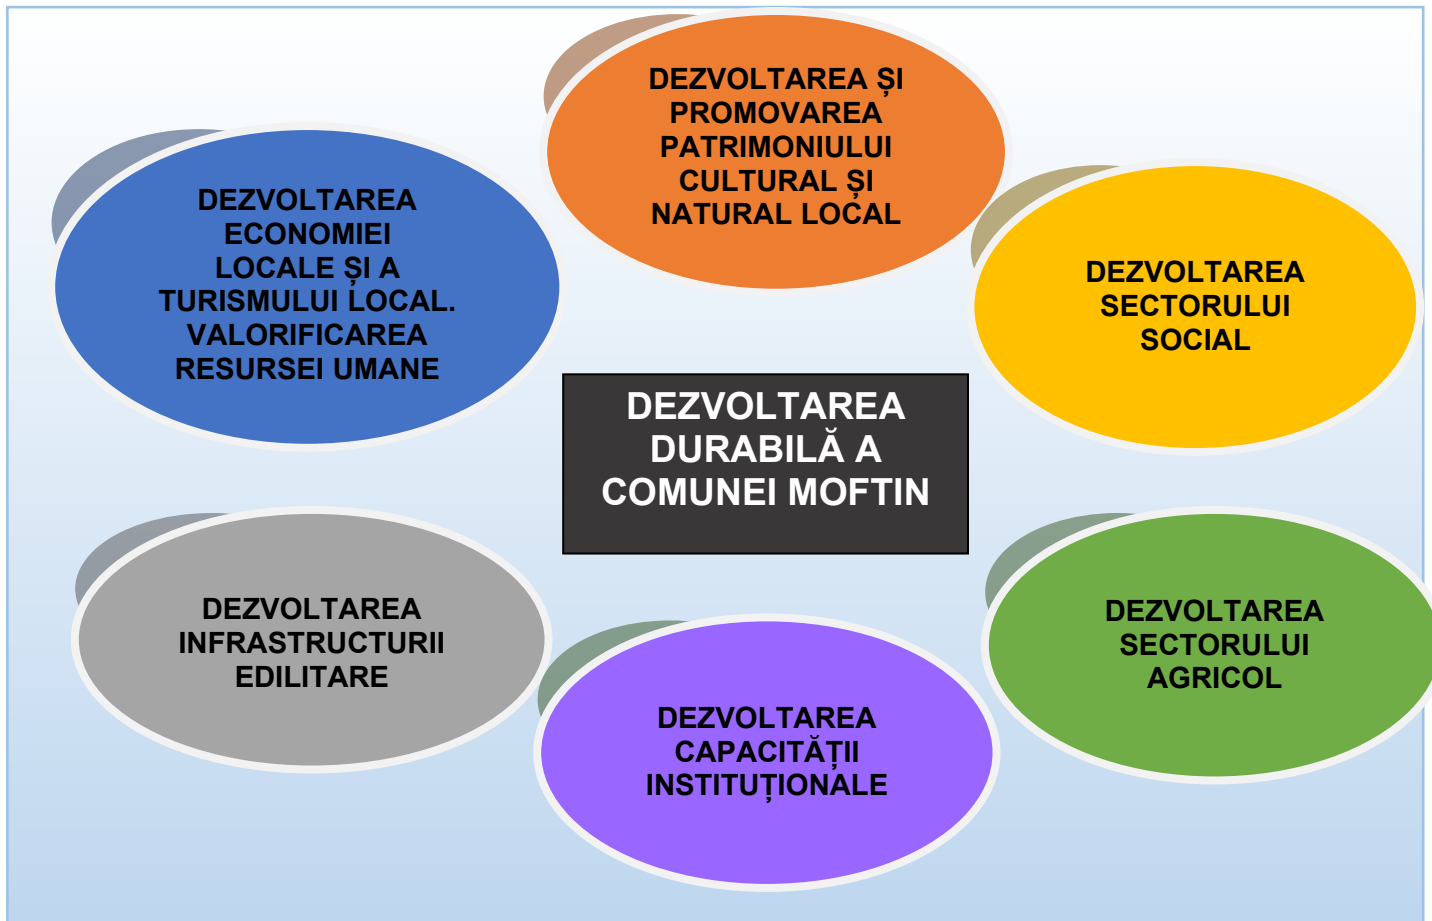 DEZVOLTAREA ȘI
PROMOVAREA
PATRIMONIULUI
CULTURAL ȘI
NATURAL LOCAL
DEZVOLTAREA
ECONOMIEI
LOCALE ȘI A
TURISMULUI LOCAL.
VALORIFICAREA
RESURSEI UMANE
DEZVOLTAREA
SECTORULUI
SOCIAL
DEZVOLTAREA
DURABILĂ A
COMUNEI MOFTIN
DEZVOLTAREA
INFRASTRUCTURII
EDILITARE
DEZVOLTAREA
SECTORULUI
AGRICOL
DEZVOLTAREA
CAPACITĂȚII
INSTITUȚIONALE